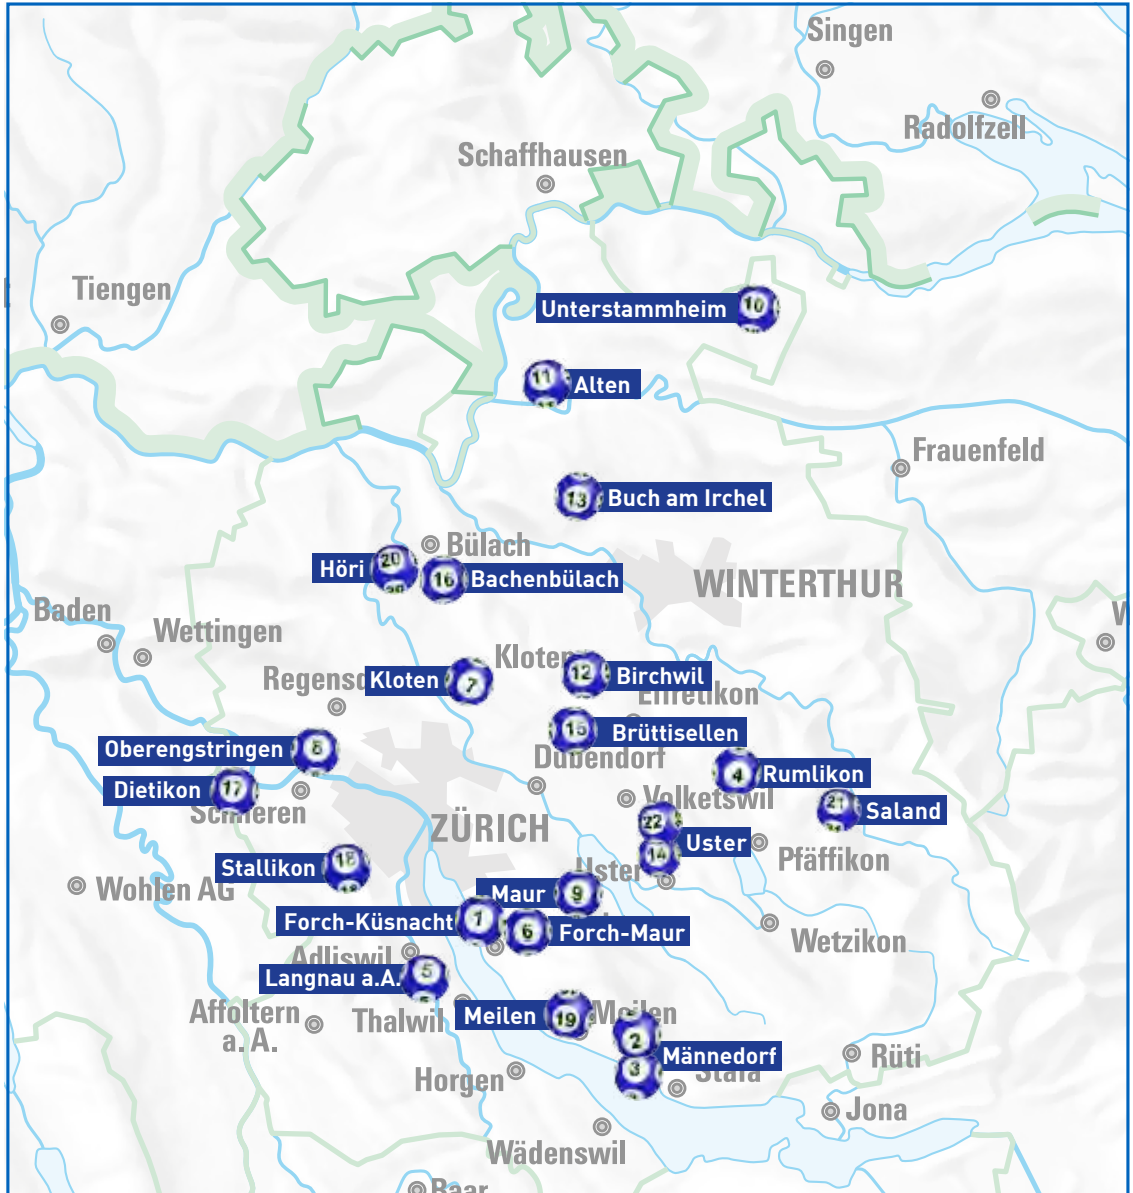 Singen
Radolfzell
Schaffhausen
Tiengen
Unterstammheim
10
11
Alten
Frauenfeld
13
Buch am Irchel
Bülach
Höri
20
16
Bachenbülach
WINTERTHUR
Baden
Wettingen
Kloten
12
Birchwil
Kloten
7
Effretikon
Oberengstringen
8
15
Brüttisellen
Dübendorf
4
Rumlikon
Dietikon
17
Schlieren
Volketswil
21
Saland
ZÜRICH
22
Uster
14
Pfäffikon
Stallikon
18
Uster
Wohlen AG
Maur
9
Forch-Küsnacht
1
6
Forch-Maur
Wetzikon
Adliswil
Langnau a.A.
5
Affoltern
a. A.
Thalwil
Meilen
19
Meilen
2
Männedorf
3
Stäfa
Rüti
Horgen
Jona
Wädenswil
Baar